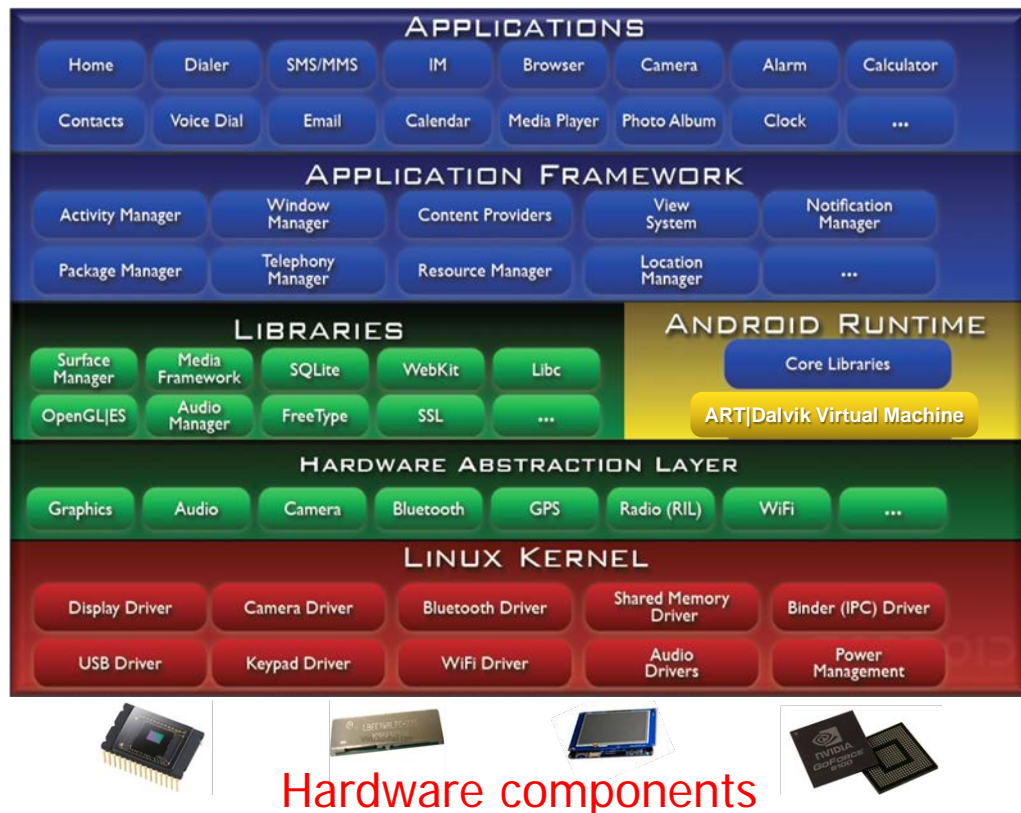 APPLICATIONS
Home Dialer SMS/MMS IM Browser Camera Alarm Calculator
Contacts Voice Dial Email Calendar Media Player Photo Album Clock ...
APPLICATION FRAMEWORK
Activity Manager
Window
Manager
Content Providers
View
System
Notification
Manager
Package Manager
Telephony
Manager
Resource Manager
Location
Manager
...
LIBRARIES
Surface
Manager
Media
Framework
SQLite
WebKit
Libc
OpenGL|ES
Audio
Manager
FreeType
SSL
...
ANDROID RUNTIME
Core Libraries
ART|Dalvik Virtual Machine
HARDWARE ABSTRACTION LAYER
Graphics Audio Camera Bluetooth GPS Radio (RIL) WiFi ...
LINUX KERNEL
Display Driver
Camera Driver
Bluetooth Driver
Shared Memory
Driver
Binder (IPC) Driver
USB Driver
Keypad Driver
WiFi Driver
Audio
Drivers
Power
Management
NVIDIA
GOFORCE
Hardware components